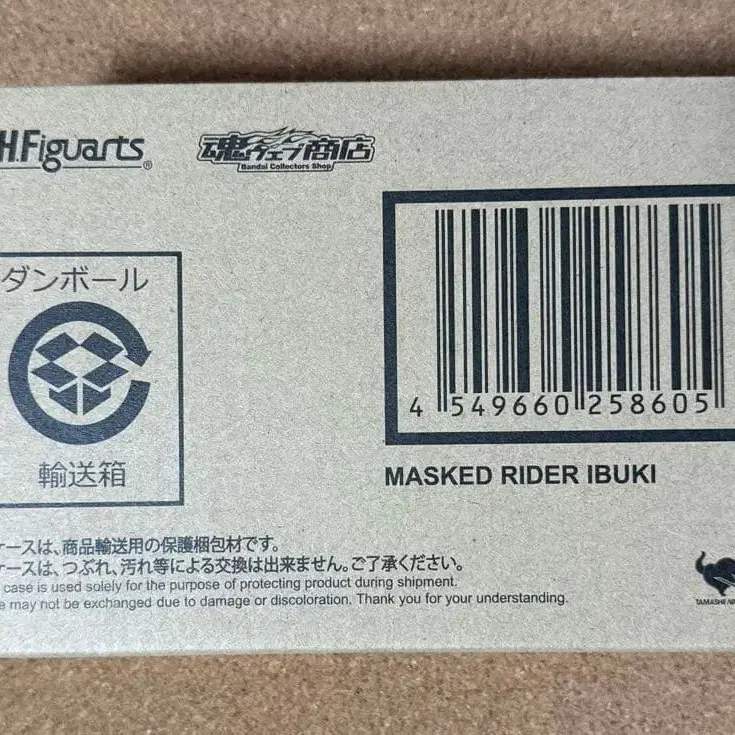 H.Figuarts®
魂ウェブ商店
Bandai Collectors Shop
ダンボール
輸送箱
4 549660 258605
MASKED RIDER IBUKI
ケースは、商品輸送用の保護梱包材です。
ケースは、つぶれ、汚れ等による交換は出来ません。ご了承ください。
case is used solely for the purpose of protecting product during shipment.
may not be exchanged due to damage or discoloration. Thank you for your understanding.
TAMASHII